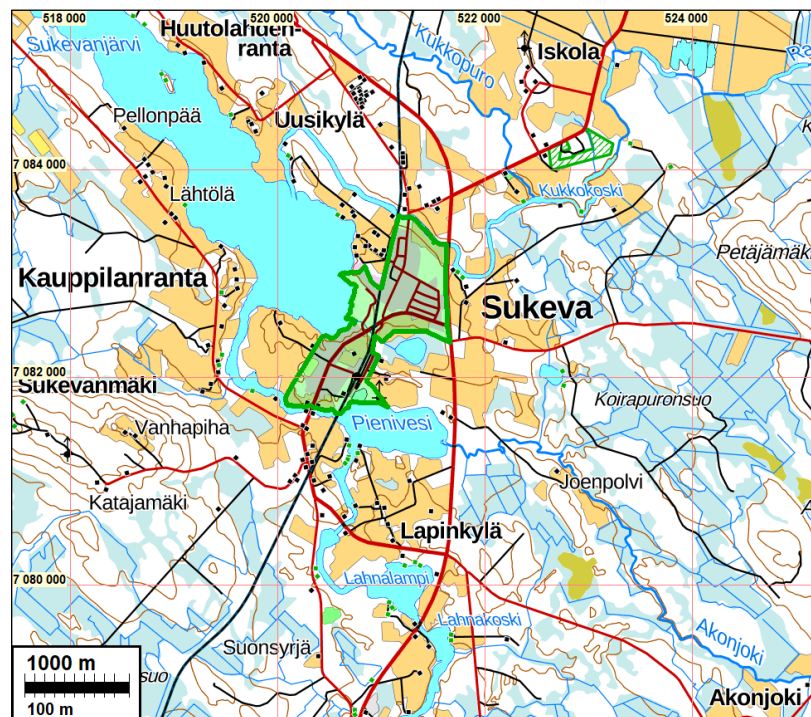 518 000
520 000
522 000
524 000
Huutolahden-
ranta
Sukevanjärvi
Kukkopuro
Iskola
Pellonpää
Uusikylä
7 084 000
Lähtölä
Kukkokoski
Kauppilanranta
Petäjämäk
Sukeva
7 082 000
Sukevanmäki
Koirapuronsuo
Vanhapiha
Pienivesi
Joenpolvi
Katajamäki
Lapinkylä
7 080 000
Lahnalampi
Lahnakoski
Suonsyrjä
Akonjoki
1000 m
suo
100 m
Akonjoki